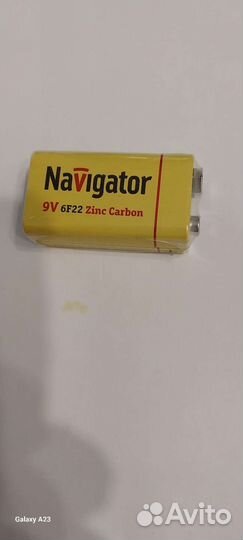 Navigator
9V 6F22 Zinc Carbon
Galaxy A23
Avito